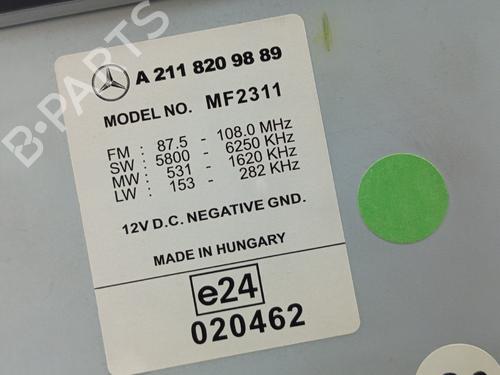 A 211 820 98 89
MODEL NO. MF2311
FM : 87.5 - 108.0 MHz
SW : 5800 - 6250 KHz
MW : 531 - 1620 KHz
LW : 153 - 282 KHz
12V D.C. NEGATIVE GND.
MADE IN HUNGARY
e24
020462
B-PARTS